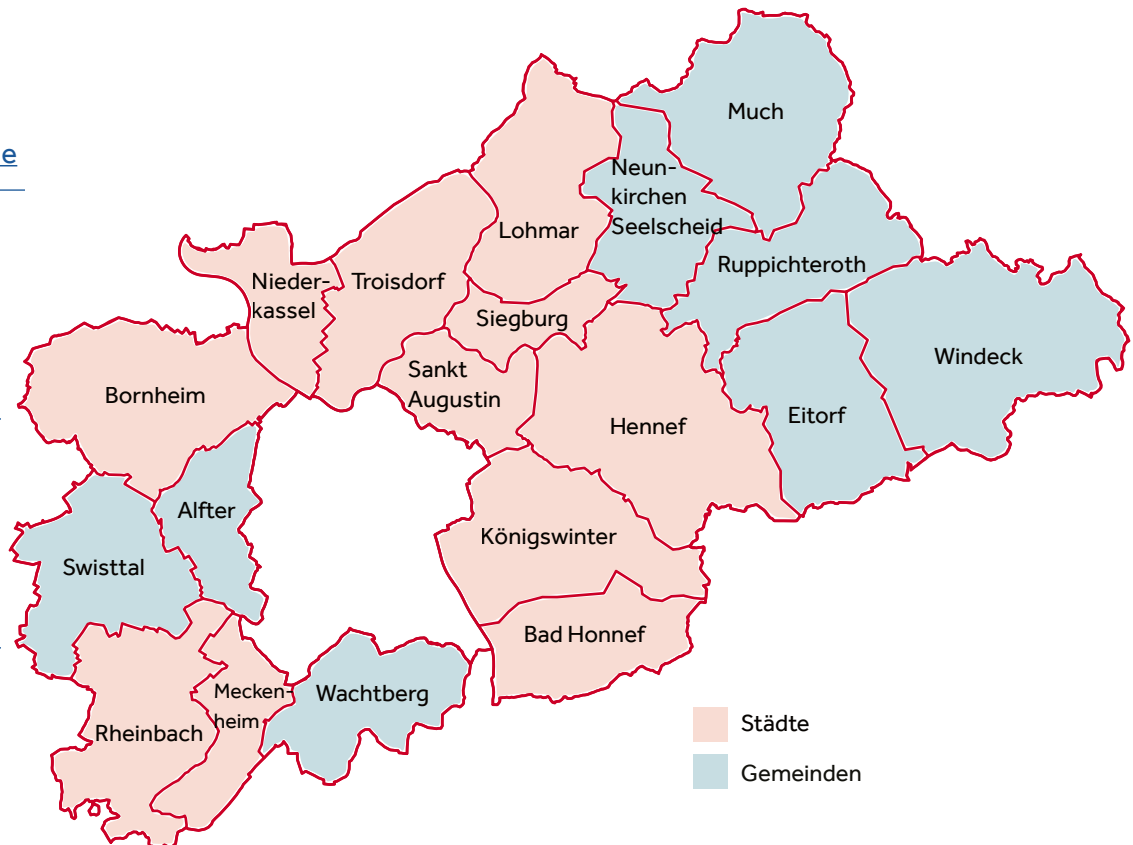 e
Much
Neun-
kirchen
Seelscheid
Lohmar
Ruppichteroth
Nieder-
kassel
Troisdorf
Siegburg
Windeck
Sankt
Augustin
Bornheim
Eitorf
Hennef
Alfter
Königswinter
Swisttal
Bad Honnef
Mecken-
heim
Wachtberg
Rheinbach
Städte
Gemeinden